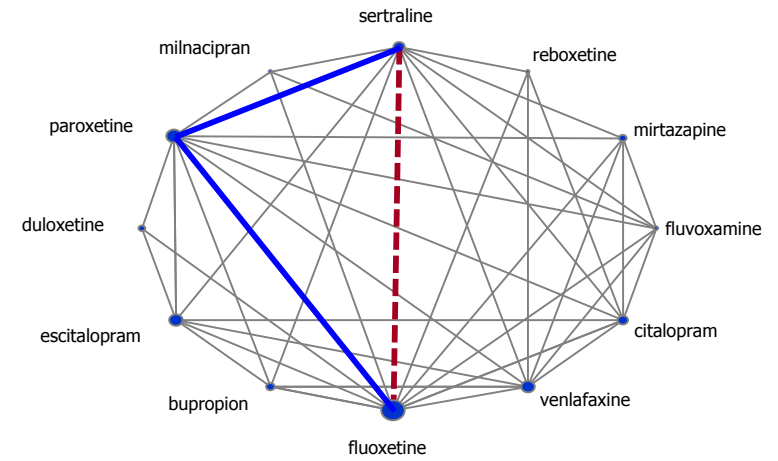 sertraline
milnacipran
reboxetine
paroxetine
mirtazapine
duloxetine
fluvoxamine
escitalopram
citalopram
bupropion
venlafaxine
fluoxetine